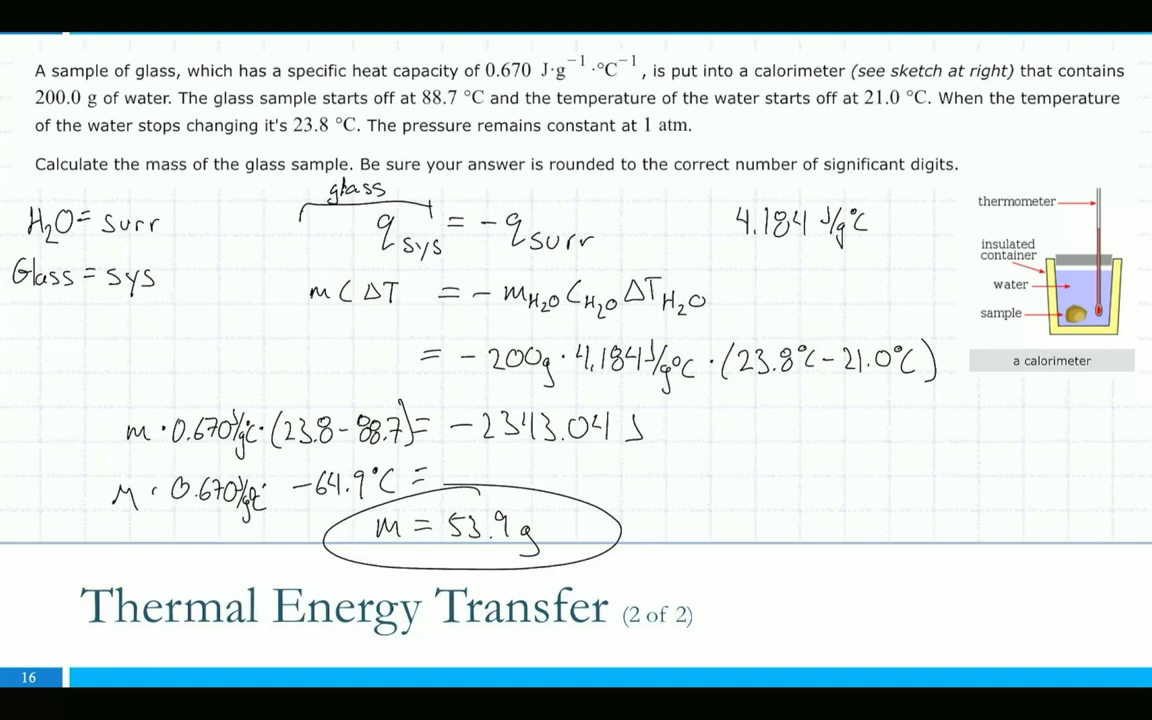 A sample of glass, which has a specific heat capacity of 0.670 J·g⁻¹·°C⁻¹, is put into a calorimeter (see sketch at right) that contains
200.0 g of water. The glass sample starts off at 88.7 °C and the temperature of the water starts off at 21.0 °C. When the temperature
of the water stops changing it's 23.8 °C. The pressure remains constant at 1 atm.
Calculate the mass of the glass sample. Be sure your answer is rounded to the correct number of significant digits.
glass
H₂O = surr
q sys = - q surr
4.184 J/g°C
Glass = sys
m C ΔT = - m H₂O C H₂O ΔT H₂O
= - 200g · 4.184 J/g°C · (23.8°C - 21.0°C)
m · 0.670 J/g°C · (23.8 - 88.7) = - 2343.04 J
m · 0.670 J/g°C · -64.9°C =
m = 53.9 g
thermometer
insulated
container
water
sample
a calorimeter
Thermal Energy Transfer (2 of 2)
16